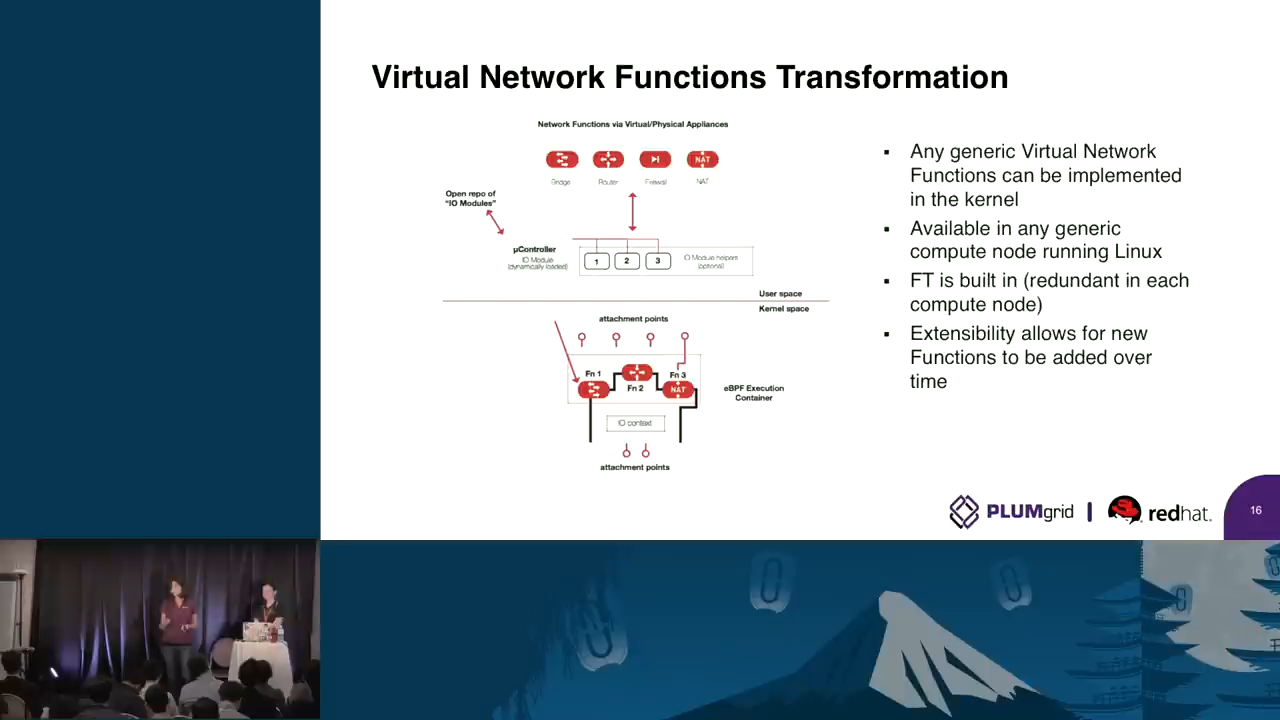 Virtual Network Functions Transformation
Network Functions via Virtual/Physical Appliances
NAT
Bridge
Router
Firewall
NAT
Open repo of
"IO Modules"
µController
IO Module
(dynamically loaded)
1
2
3
IO Module helpers
(optional)
User space
Kernel space
attachment points
Fn 1
Fn 2
Fn 3
NAT
eBPF Execution
Container
IO context
attachment points
▪ Any generic Virtual Network
Functions can be implemented
in the kernel
▪ Available in any generic
compute node running Linux
▪ FT is built in (redundant in each
compute node)
▪ Extensibility allows for new
Functions to be added over
time
PLUMgrid | redhat.
16